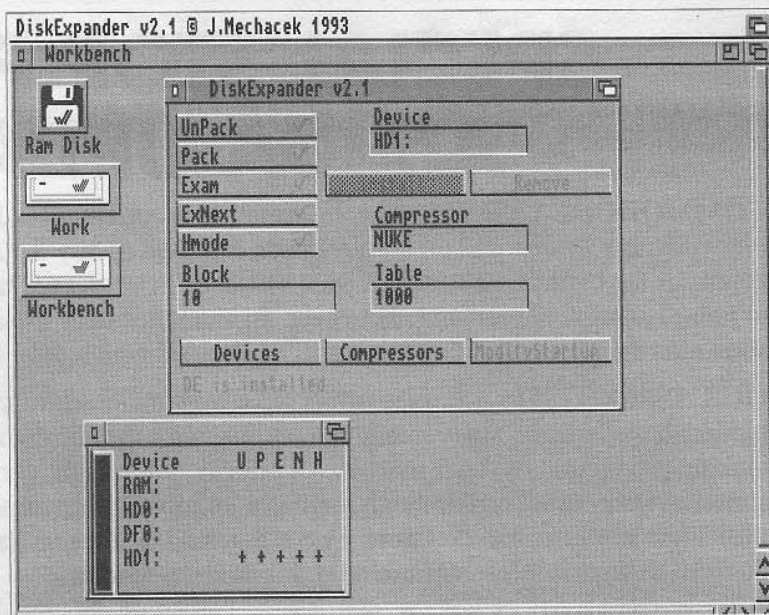 DiskExpander v2.1 © J.Mechacek 1993
Workbench
DiskExpander v2.1
Ram Disk
Work
Workbench
UnPack
Pack
Exam
ExNext
Hmode
Block
10
Device
HD1:
Remove
Compressor
NUKE
Table
1000
Devices
Compressors
ModifyStartup
DE is installed
Device U P E N H
RAM:
HD0:
DF0:
HD1: + + + + +